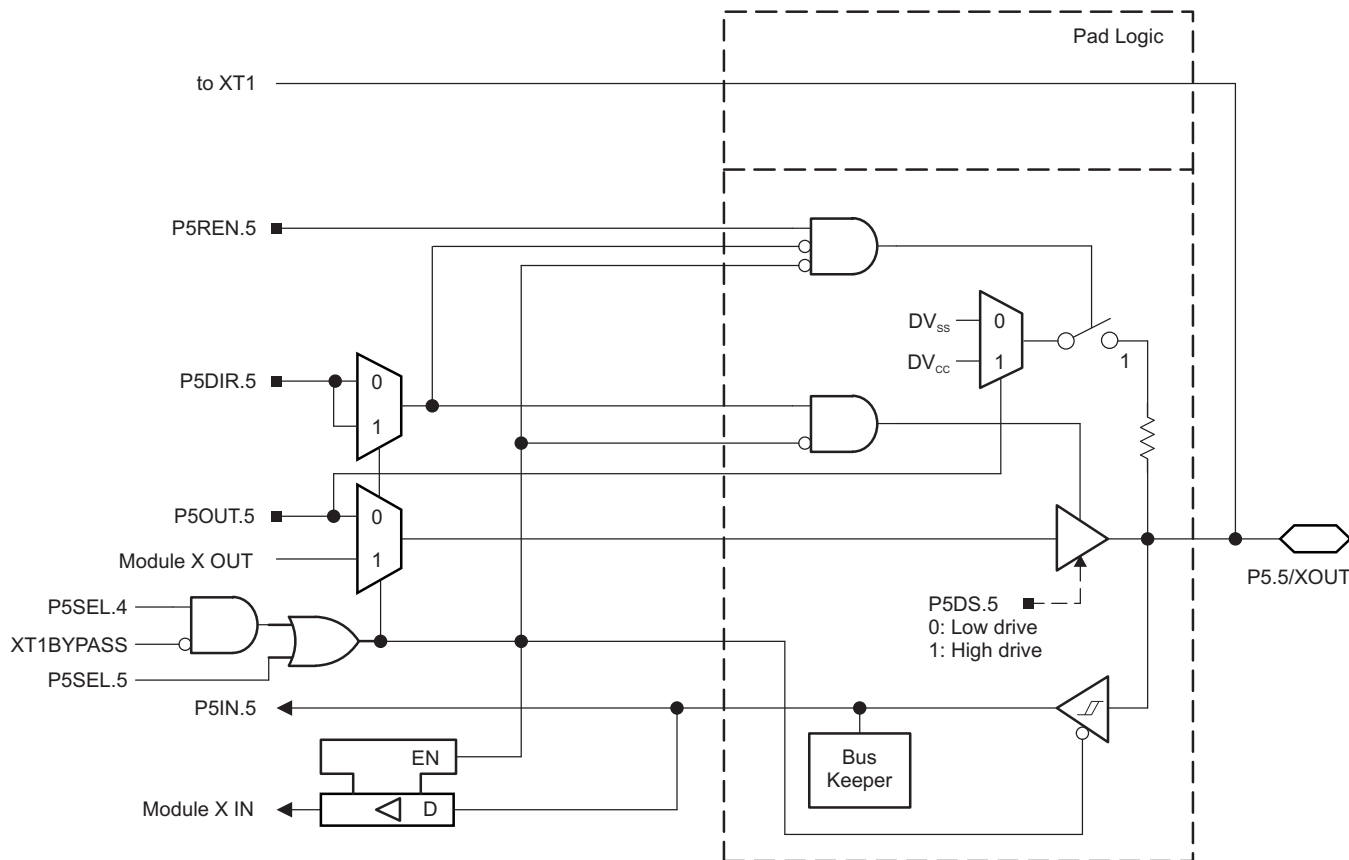 Pad Logic
to XT1
P5REN.5
DVss
0
DVcc
1
1
P5DIR.5
0
1
P5OUT.5
0
Module X OUT
1
P5.5/XOUT
P5SEL.4
XT1BYPASS
P5SEL.5
P5DS.5
0: Low drive
1: High drive
P5IN.5
EN
Bus
Keeper
Module X IN
D